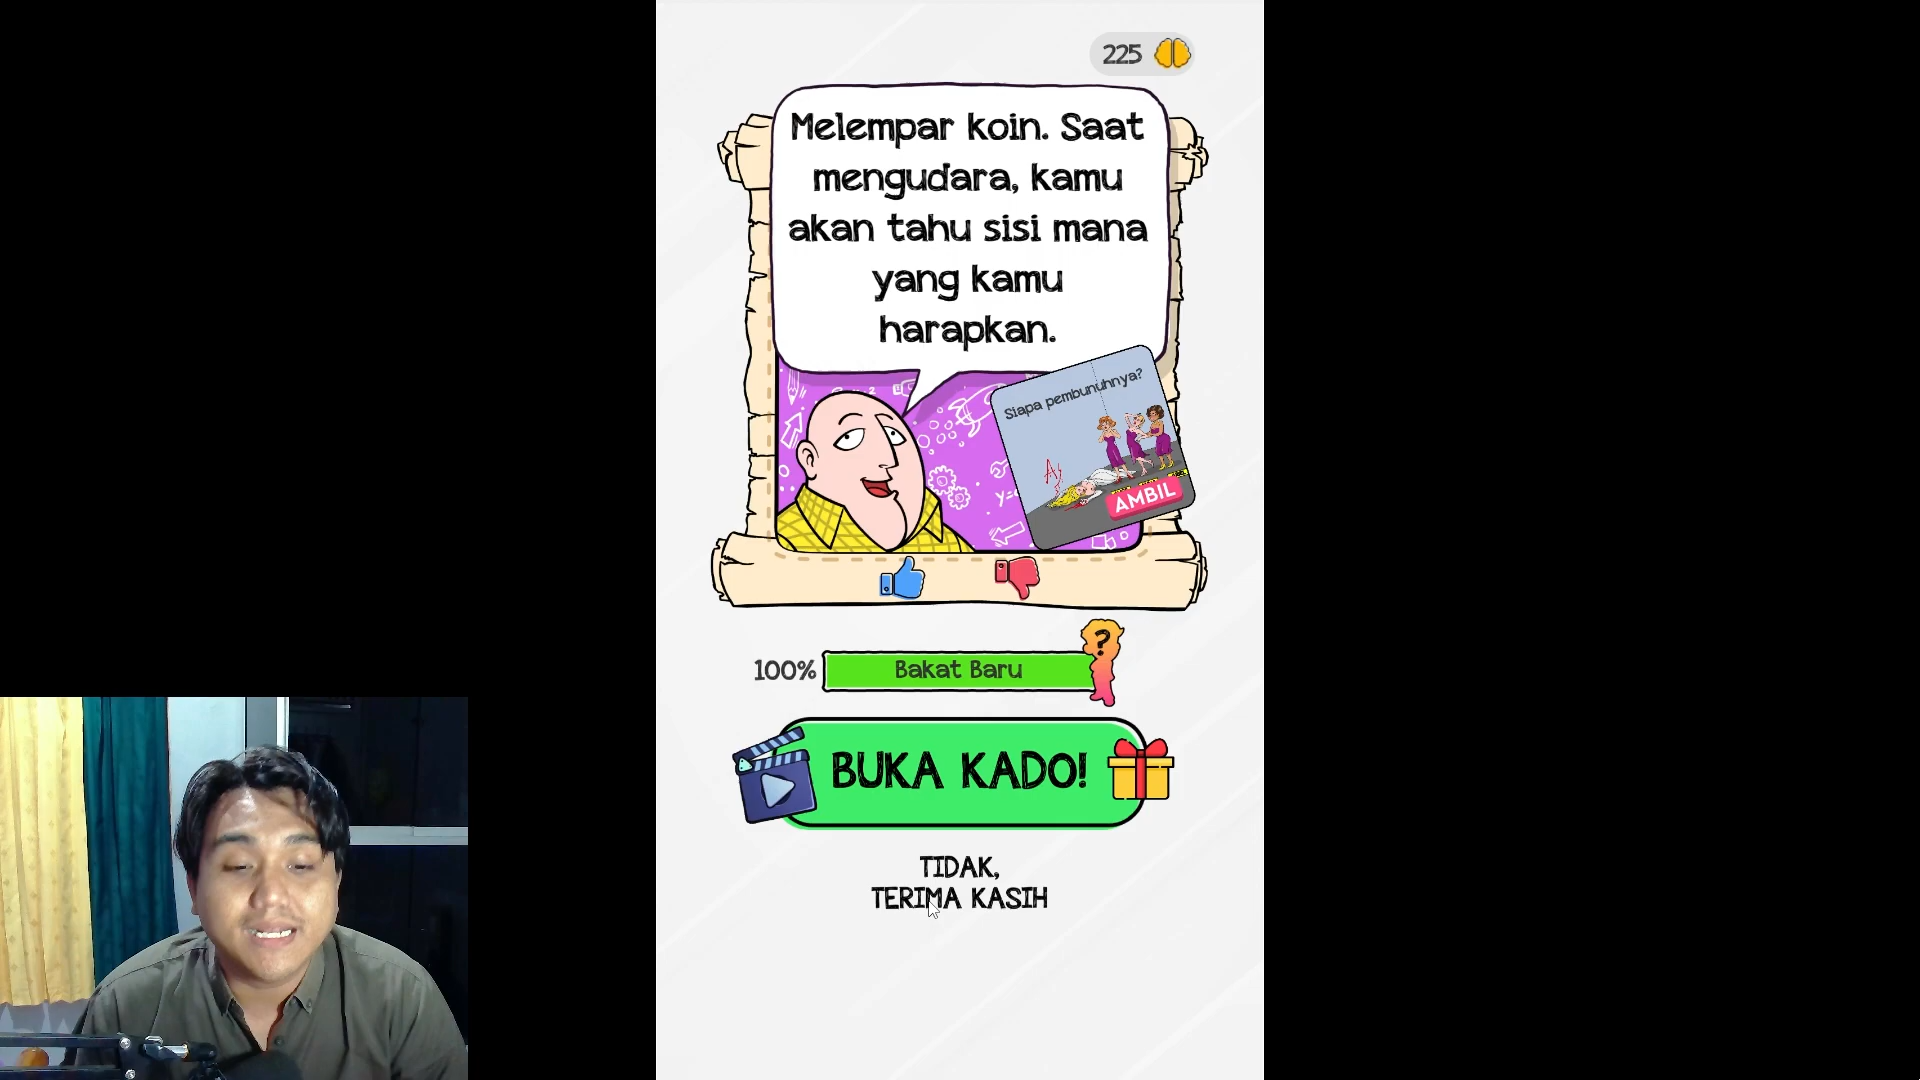 225
Melempar koin. Saat
mengudara, kamu
akan tahu sisi mana
yang kamu
harapkan.
Siapa pembunuhnya?
AMBIL
100%
Bakat Baru
?
BUKA KADO!
TIDAK,
TERIMA KASIH